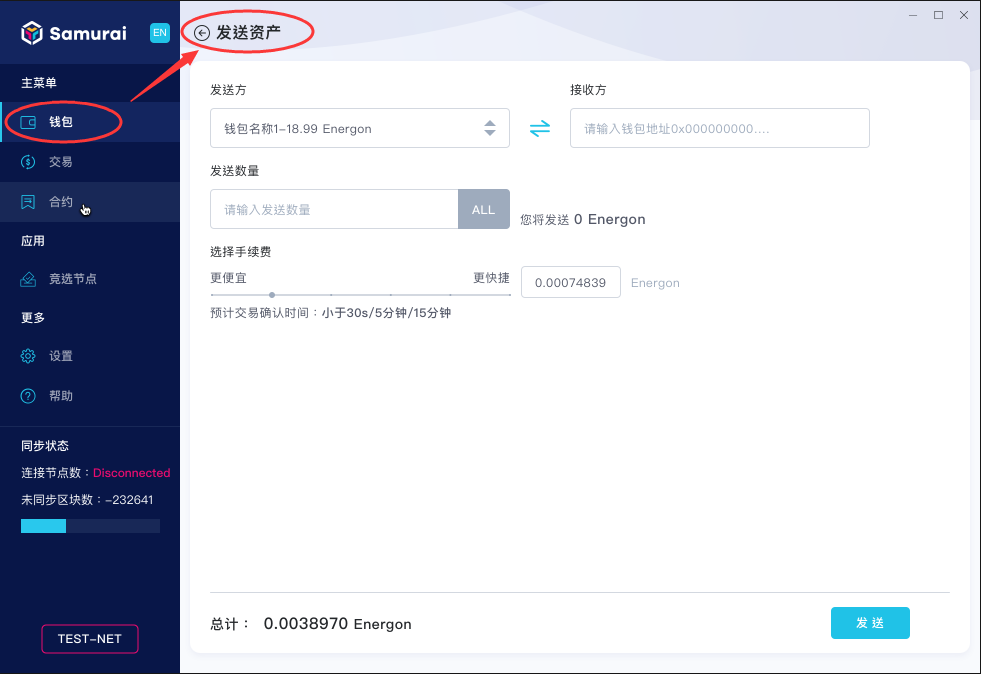 Samurai
EN
主菜单
钱包
交易
合约
应用
竞选节点
更多
设置
帮助
同步状态
连接节点数：Disconnected
未同步区块数：-232641
TEST-NET
发送资产
发送方
钱包名称1-18.99 Energon
接收方
请输入钱包地址0x000000000....
发送数量
请输入发送数量
ALL
您将发送 0 Energon
选择手续费
更便宜
更快捷
0.00074839
Energon
预计交易确认时间：小于30s/5分钟/15分钟
总计： 0.0038970 Energon
发 送